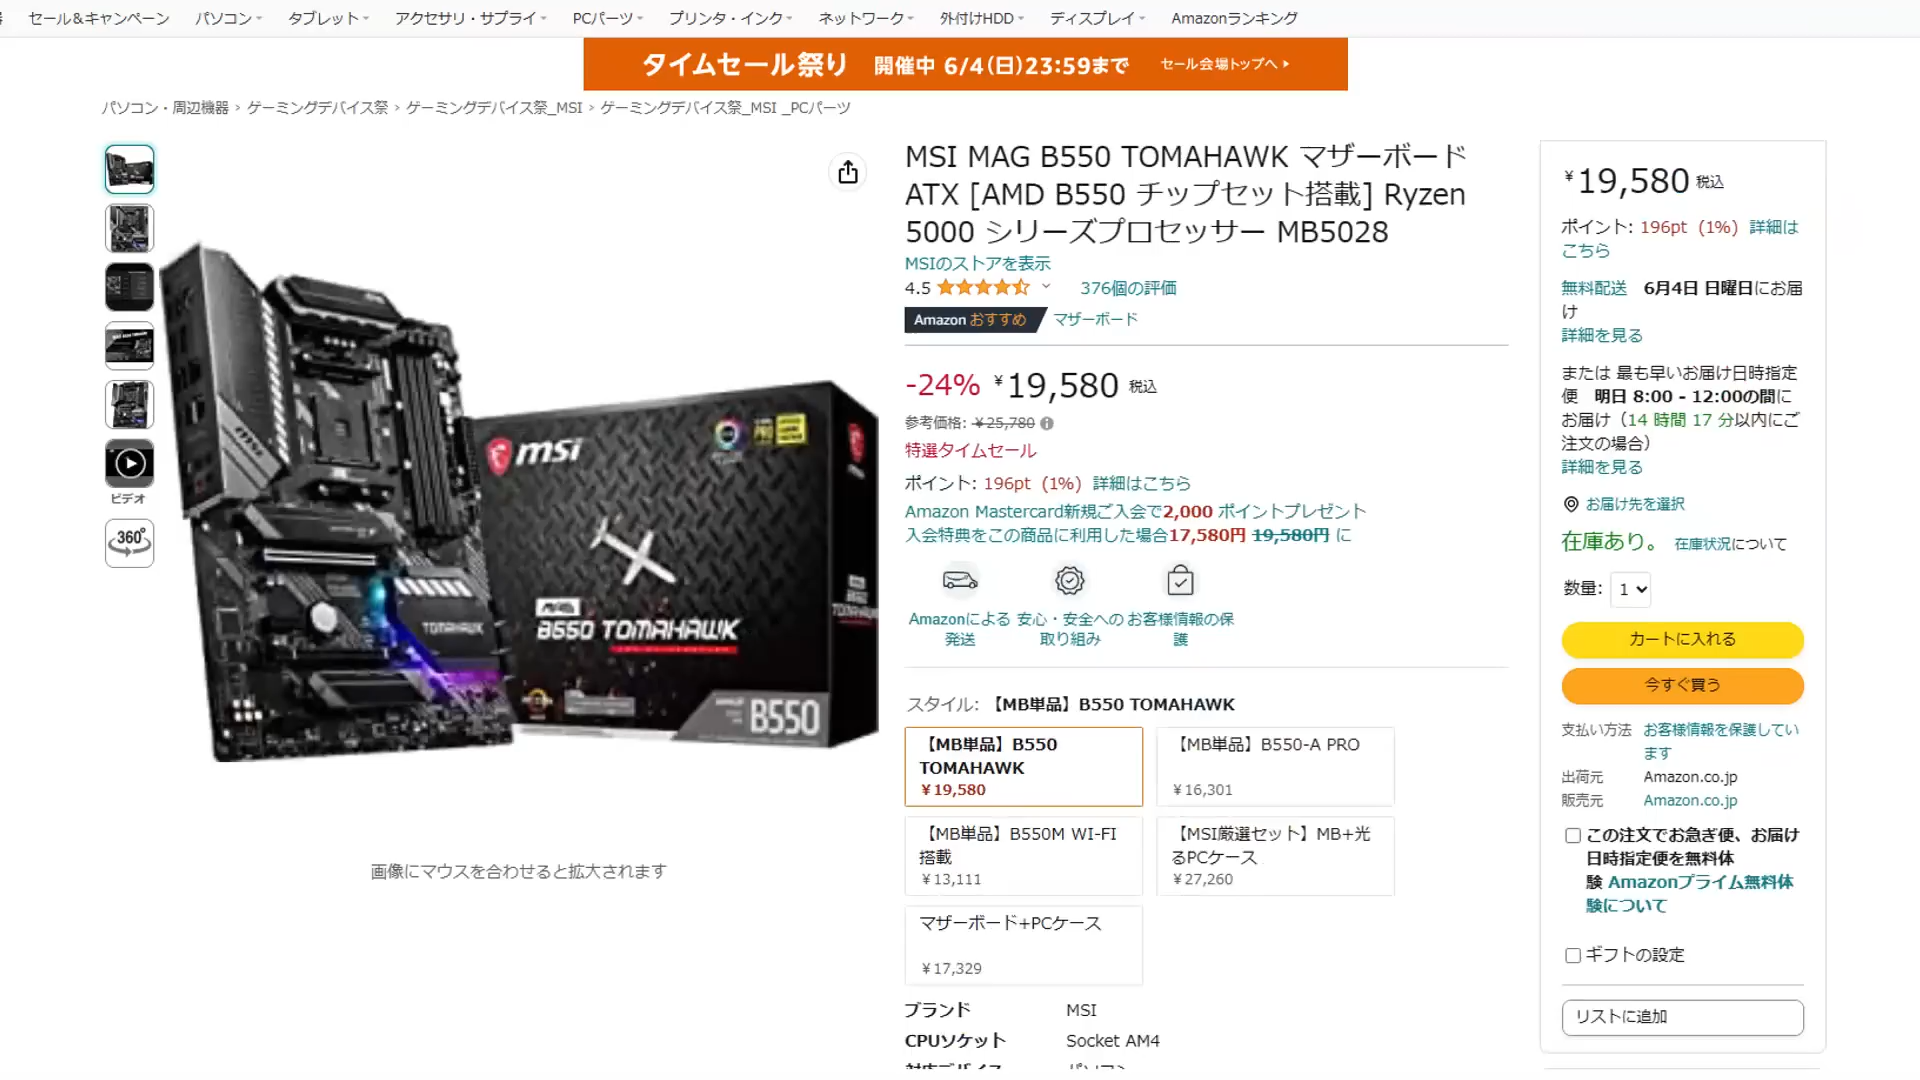 セール&キャンペーン パソコン タブレット アクセサリ・サプライ PCパーツ プリンタ・インク ネットワーク 外付けHDD ディスプレイ Amazonランキング
タイムセール祭り 開催中 6/4(日)23:59まで セール会場トップへ
パソコン・周辺機器 › ゲーミングデバイス祭 › ゲーミングデバイス祭_MSI › ゲーミングデバイス祭_MSI _PCパーツ
ビデオ
360°
msi
TOMAHAWK
msi
MAG
B550 TOMAHAWK
B550
画像にマウスを合わせると拡大されます
MSI MAG B550 TOMAHAWK マザーボード
ATX [AMD B550 チップセット搭載] Ryzen
5000 シリーズプロセッサー MB5028
MSIのストアを表示
4.5 376個の評価
Amazon おすすめ マザーボード
-24% ¥19,580 税込
参考価格: ¥25,780
特選タイムセール
ポイント: 196pt (1%) 詳細はこちら
Amazon Mastercard新規ご入会で2,000 ポイントプレゼント
入会特典をこの商品に利用した場合17,580円 19,580円 に
Amazonによる
発送
安心・安全への
取り組み
お客様情報の保
護
スタイル: 【MB単品】B550 TOMAHAWK
【MB単品】B550
TOMAHAWK
¥19,580
【MB単品】B550-A PRO
¥16,301
【MB単品】B550M WI-FI
搭載
¥13,111
【MSI厳選セット】MB+光
るPCケース
¥27,260
マザーボード+PCケース
¥17,329
ブランド MSI
CPUソケット Socket AM4
¥19,580 税込
ポイント: 196pt (1%) 詳細は
こちら
無料配送 6月4日 日曜日にお届
け
詳細を見る
または 最も早いお届け日時指定
便 明日 8:00 - 12:00の間に
お届け(14 時間 17 分以内にご
注文の場合)
詳細を見る
お届け先を選択
在庫あり。 在庫状況について
数量: 1
カートに入れる
今すぐ買う
支払い方法 お客様情報を保護してい
ます
出荷元 Amazon.co.jp
販売元 Amazon.co.jp
この注文でお急ぎ便、お届け
日時指定便を無料体
験 Amazonプライム無料体
験について
ギフトの設定
リストに追加